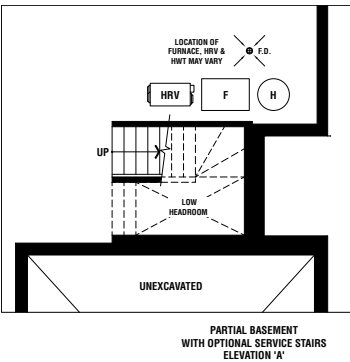 LOCATION OF
FURNACE, HRV &
HWT MAY VARY
F.D.
HRV
F
H
UP
LOW
HEADROOM
UNEXCAVATED
PARTIAL BASEMENT
WITH OPTIONAL SERVICE STAIRS
ELEVATION 'A'